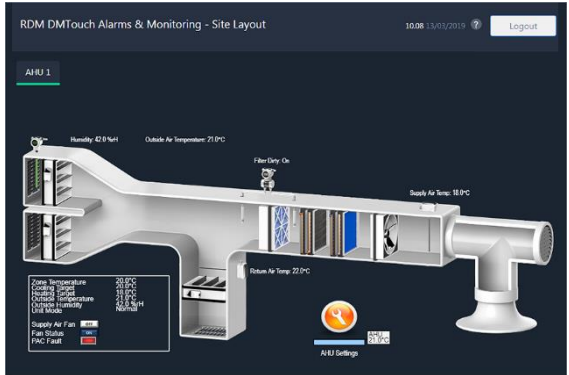 RDM DMTouch Alarms & Monitoring - Site Layout
10.08 13/03/2019 ? Logout
AHU 1
Humidity: 42.0 %rH Outside Air Temperature: 21.0°C
Filter Dirty: On
Supply Air Temp: 18.0°C
Return Air Temp: 22.0°C
Zone Temperature 20.0°C
Cooling Target 20.0°C
Heating Target 18.0°C
Outside Temperature 21.0°C
Outside Humidity 42.0 %rH
Unit Mode Normal
Supply Air Fan OFF
Fan Status
PAC Fault
AHU
21.0°C
AHU Settings